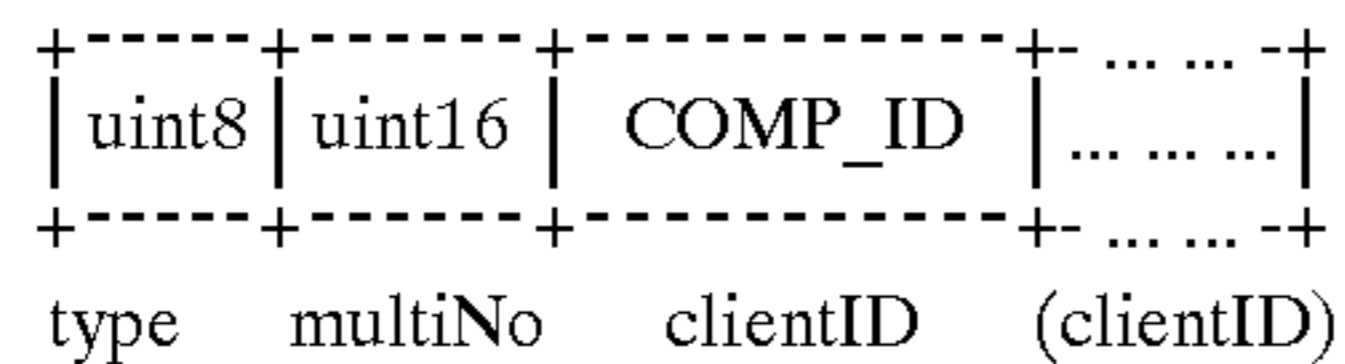 +------+-------+------------+- ... ... -+
| uint8 | uint16 | COMP_ID | ... ... ... |
+------+-------+------------+- ... ... -+
type multiNo clientID (clientID)